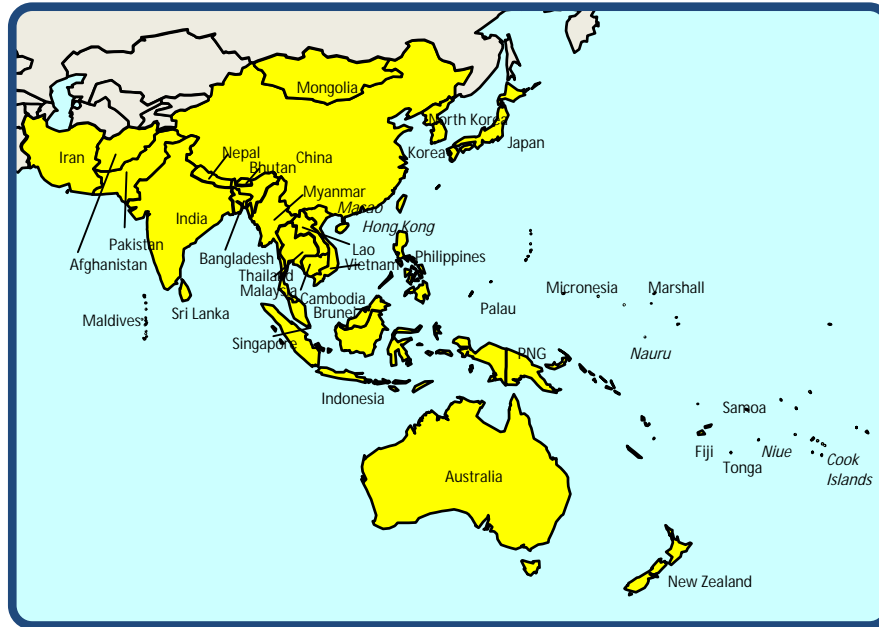 Mongolia
North Korea
Japan
Korea
Iran
Nepal
China
Bhutan
Myanmar
Macao
India
Hong Kong
Pakistan
Lao
Bangladesh
Philippines
Afghanistan
Vietnam
Thailand
Malaysia
Micronesia
Marshall
Cambodia
Palau
Maldives
Sri Lanka
Brunei
Singapore
Nauru
PNG
Indonesia
Samoa
Fiji
Niue
Cook
Islands
Tonga
Australia
New Zealand